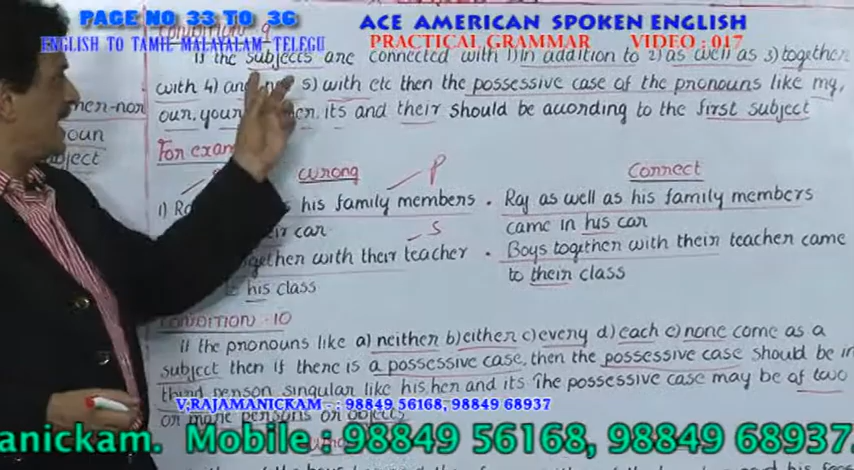 PAGE NO 33 TO 36
ACE AMERICAN SPOKEN ENGLISH
ENGLISH TO TAMIL MALAYALAM TELEGU
PRACTICAL GRAMMAR VIDEO : 017
If the subjects are connected with 1) In addition to 2) as well as 3) together
with 4) and 5) with etc then the possessive case of the pronouns like my,
our, your its and their should be according to the first subject
For exam
wrong P Correct
1) Ra his family members . Raj as well as his family members
car came in his car
S
together with their teacher . Boys together with their teacher came
his class to their class
CONDITION - 10
If the pronouns like a) neither b) either c) every d) each e) none come as a
subject then if there is a possessive case, then the possessive case should be in
third person singular like his her and its The possessive case may be of two
or more persons or objects
V.RAJAMANICKAM - : 98849 56168, 98849 68937
anickam. Mobile : 98849 56168, 98849 68937.